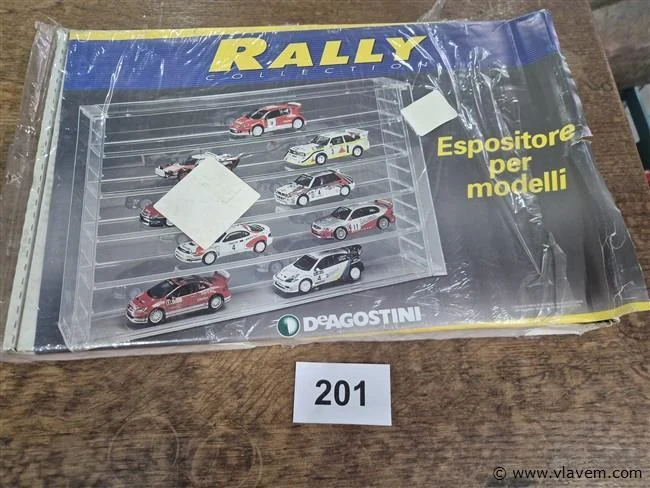 RALLY
COLLECTION
Espositore
per
modelli
DeAGOSTINI
201
© www.vlavem.com